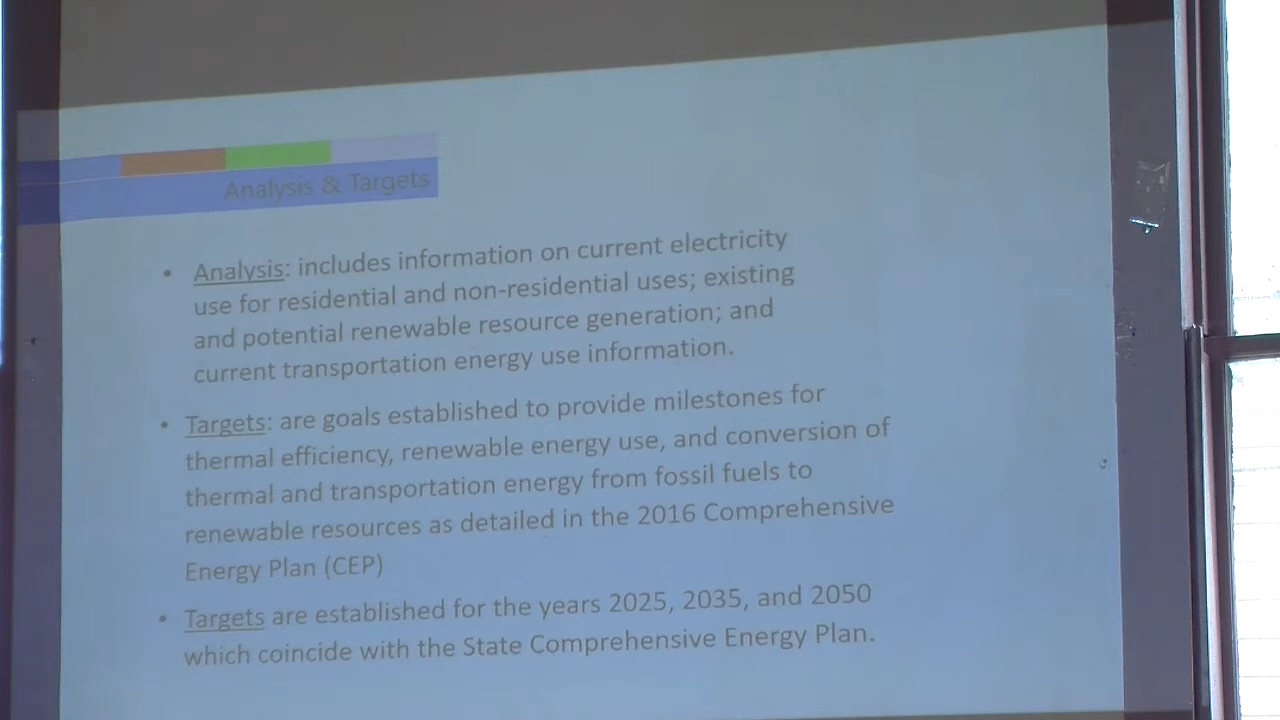 Analysis & Targets
• Analysis: includes information on current electricity
use for residential and non-residential uses; existing
and potential renewable resource generation; and
current transportation energy use information.
• Targets: are goals established to provide milestones for
thermal efficiency, renewable energy use, and conversion of
thermal and transportation energy from fossil fuels to
renewable resources as detailed in the 2016 Comprehensive
Energy Plan (CEP)
• Targets are established for the years 2025, 2035, and 2050
which coincide with the State Comprehensive Energy Plan.